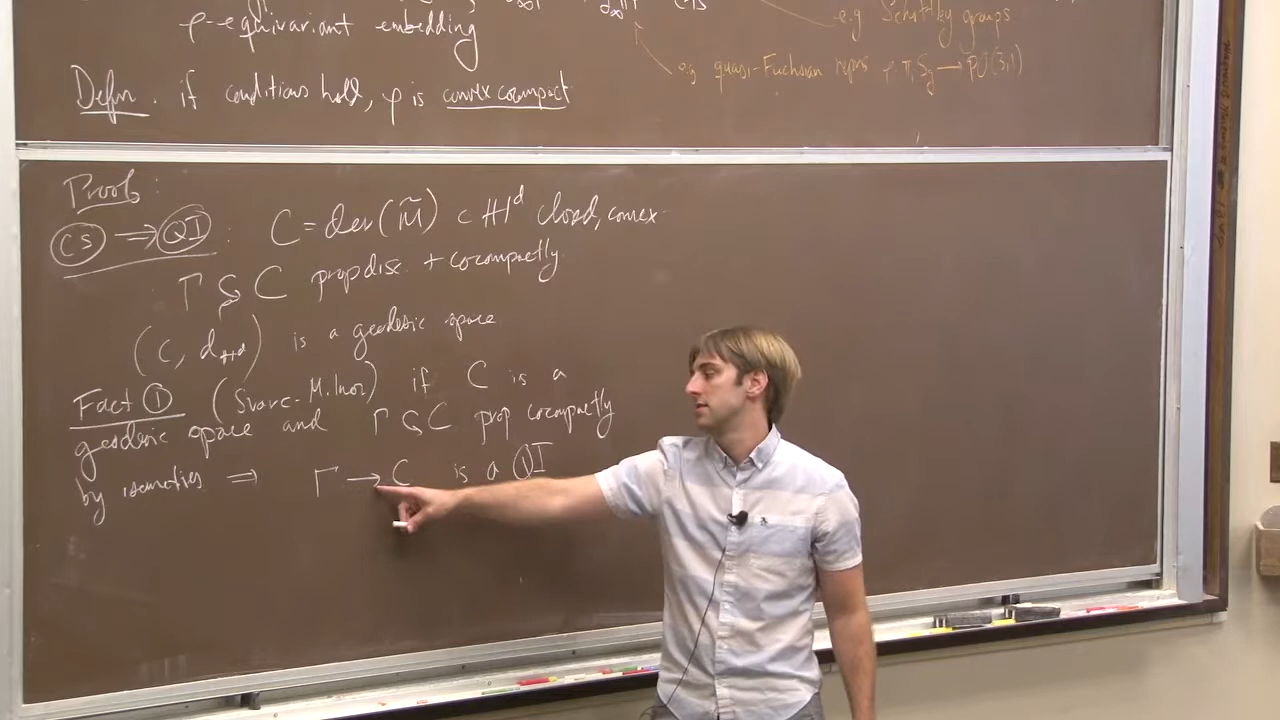 e.g Schottky groups
ρ-equivariant embedding
e.g quasi-Fuchsian reps ρ: π₁S_g → PO(3,1)
Defn. if conditions hold, ρ is convex cocompact
Proof:
CS ⟹ QI : C = dev(M̃) ⊂ ℍ^d closed, convex
Γ ↻ C prop disc. + cocompactly
(C, d_ℍ^d) is a geodesic space
Fact ① (Svarc-Milnor) if C is a
geodesic space and Γ ↻ C prop cocompactly
by isometries ⟹ Γ → C is a QI